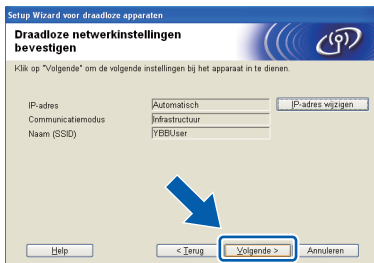 Setup Wizard voor draadloze apparaten
Draadloze netwerkinstellingen
bevestigen
Klik op "Volgende" om de volgende instellingen bij het apparaat in te dienen.
IP-adres Automatisch IP-adres wijzigen
Communicatiemodus Infrastructuur
Naam (SSID) YBBUser
Help < Terug Volgende > Annuleren